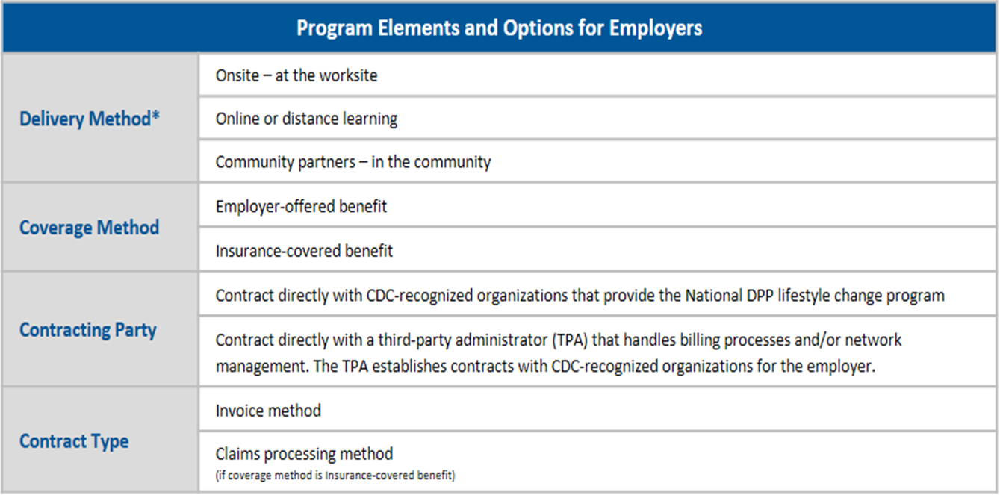 Program Elements and Options for Employers
Delivery Method*
Onsite – at the worksite
Online or distance learning
Community partners – in the community
Coverage Method
Employer-offered benefit
Insurance-covered benefit
Contracting Party
Contract directly with CDC-recognized organizations that provide the National DPP lifestyle change program
Contract directly with a third-party administrator (TPA) that handles billing processes and/or network
management. The TPA establishes contracts with CDC-recognized organizations for the employer.
Contract Type
Invoice method
Claims processing method
(if coverage method is Insurance-covered benefit)